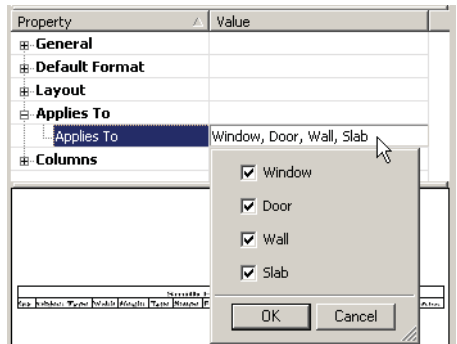 Property Value
General
Default Format
Layout
Applies To
Applies To Window, Door, Wall, Slab
Columns
Window
Door
Wall
Slab
OK Cancel